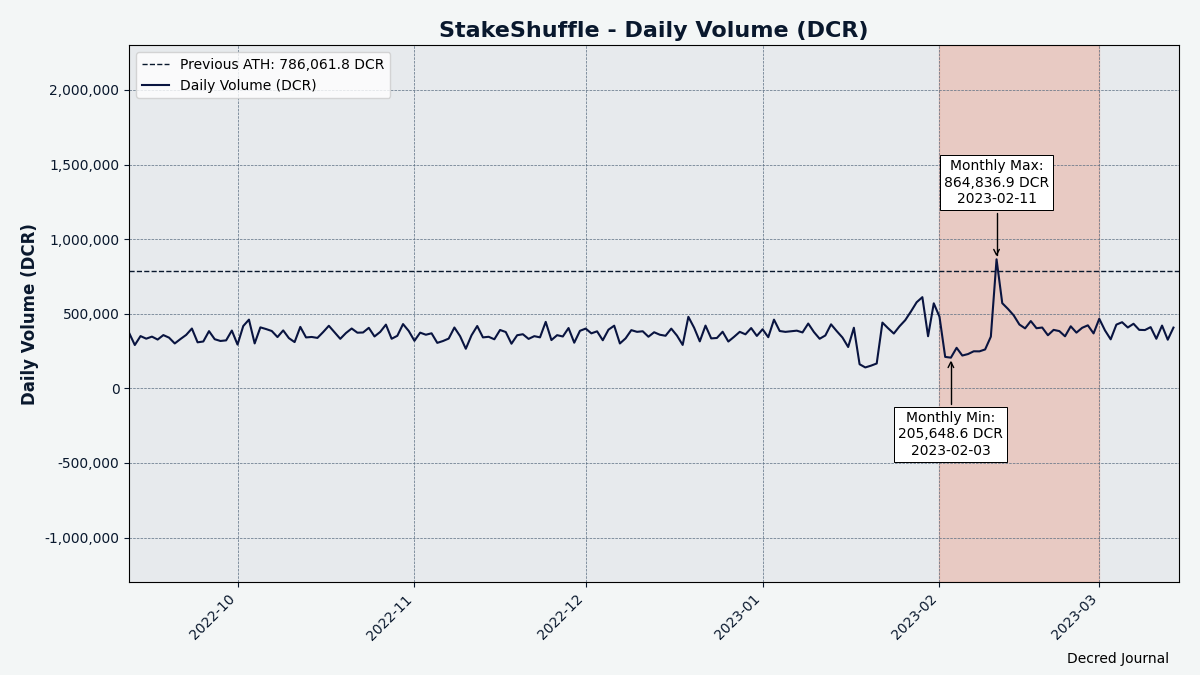 StakeShuffle - Daily Volume (DCR)
Previous ATH: 786,061.8 DCR
Daily Volume (DCR)
Daily Volume (DCR)
2,000,000
1,500,000
1,000,000
500,000
0
-500,000
-1,000,000
Monthly Max:
864,836.9 DCR
2023-02-11
Monthly Min:
205,648.6 DCR
2023-02-03
2022-10
2022-11
2022-12
2023-01
2023-02
2023-03
Decred Journal